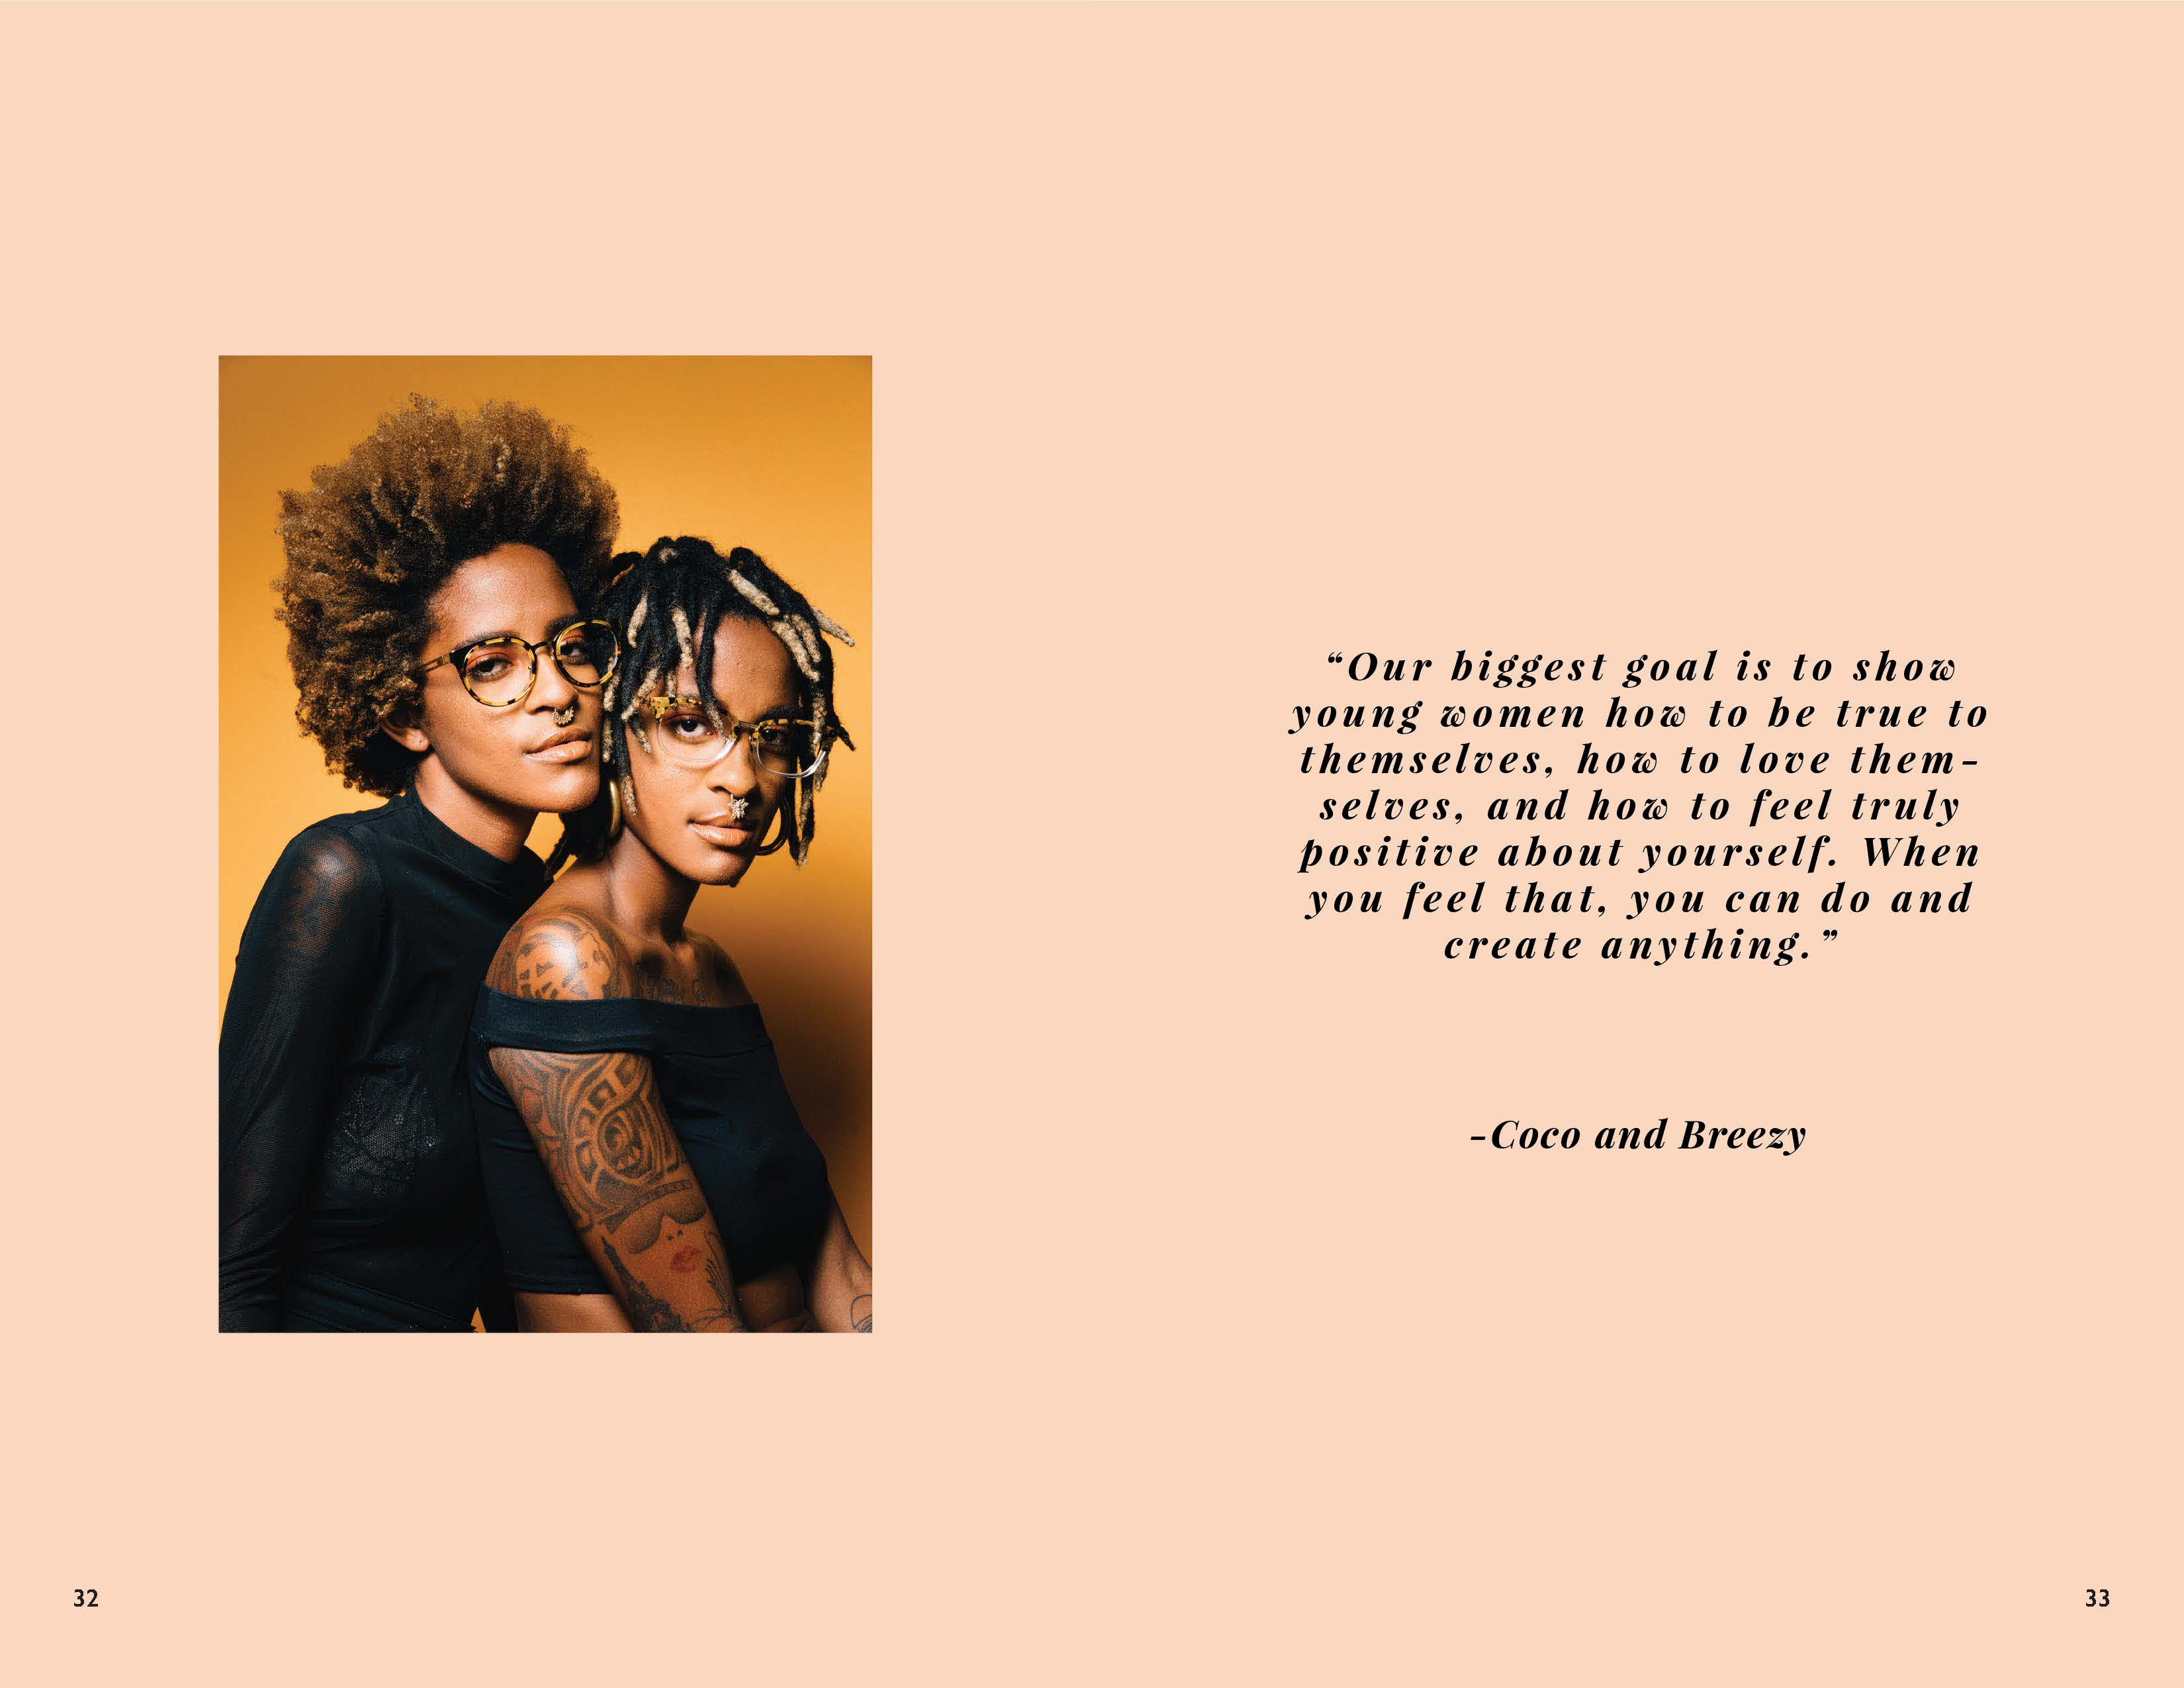 “Our biggest goal is to show
young women how to be true to
themselves, how to love them-
selves, and how to feel truly
positive about yourself. When
you feel that, you can do and
create anything.”
-Coco and Breezy
32
33